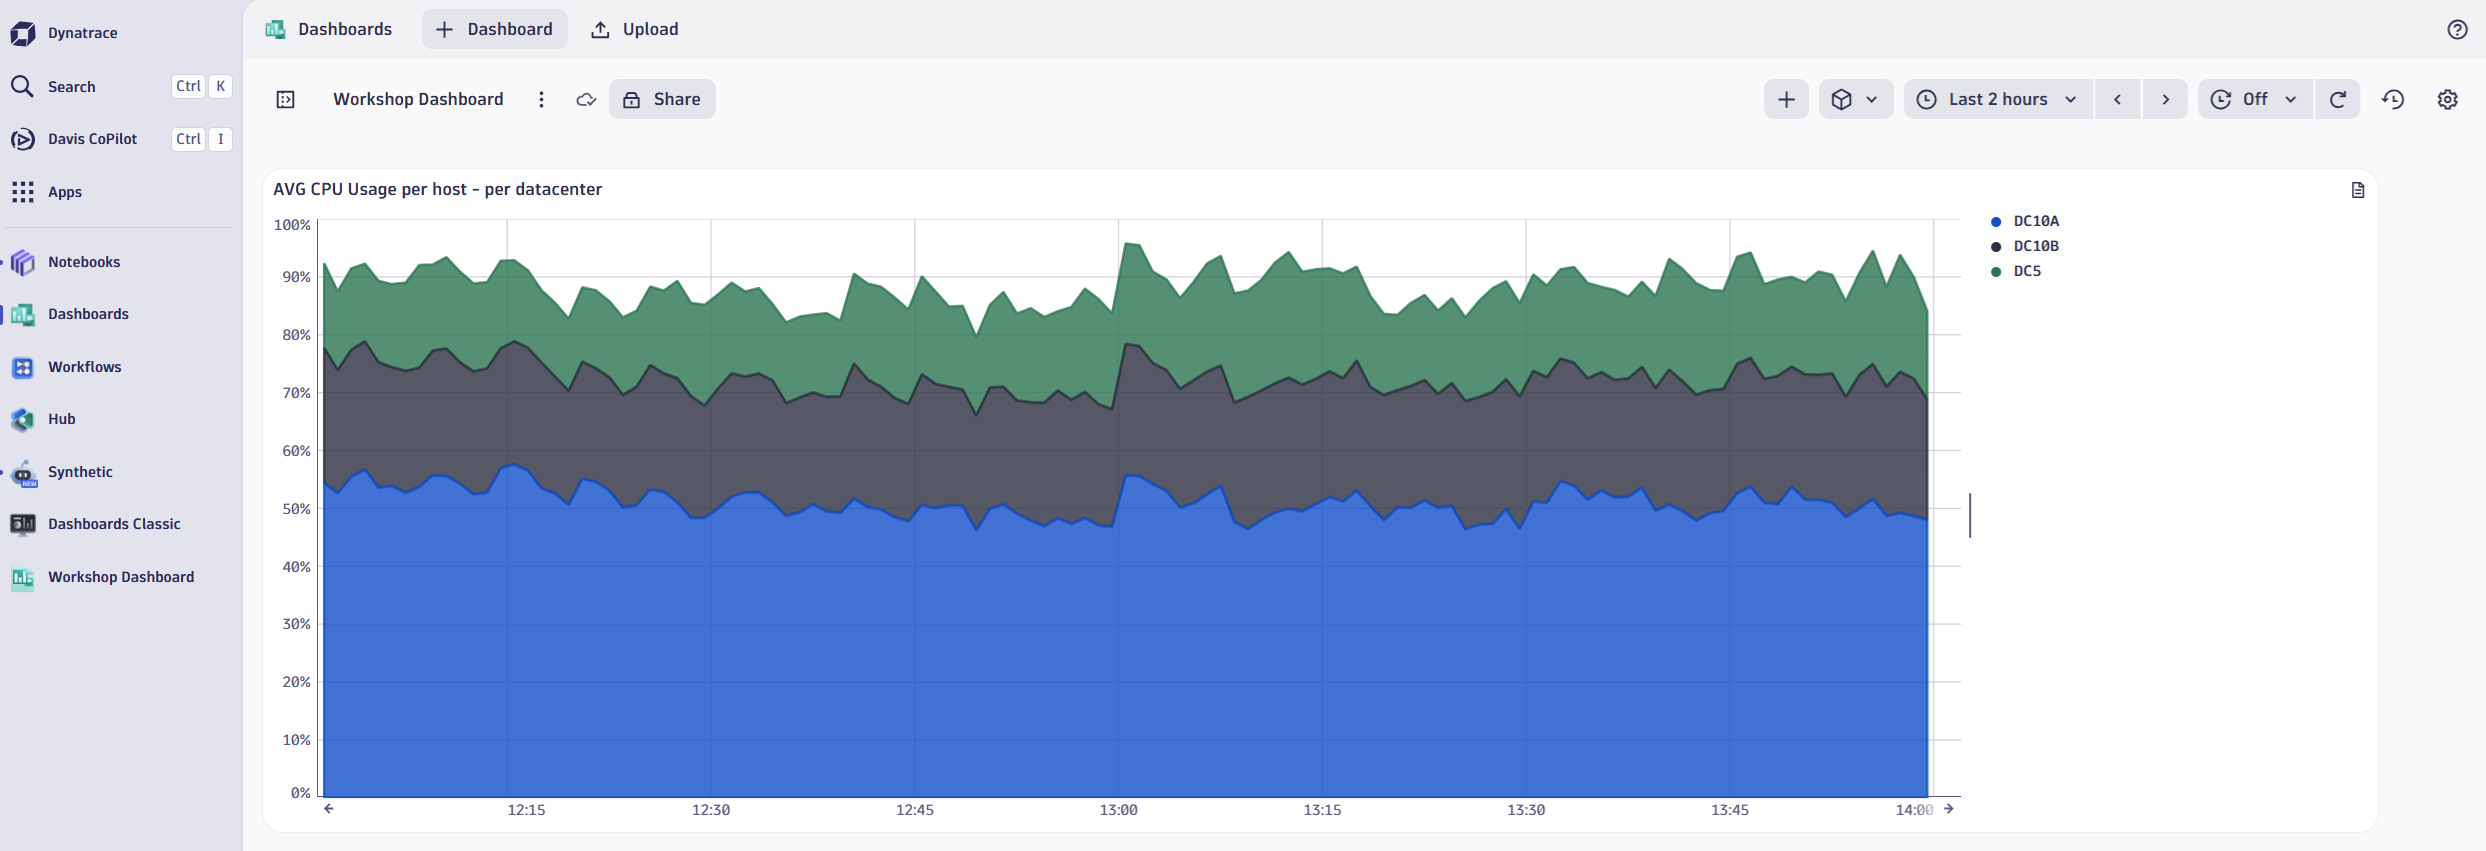 Dynatrace
Search Ctrl K
Davis CoPilot Ctrl I
Apps
Notebooks
Dashboards
Workflows
Hub
Synthetic
NEW
Dashboards Classic
Workshop Dashboard
Dashboards + Dashboard Upload
Workshop Dashboard Share Last 2 hours Off
AVG CPU Usage per host - per datacenter
100%
90%
80%
70%
60%
50%
40%
30%
20%
10%
0%
12:15 12:30 12:45 13:00 13:15 13:30 13:45 14:00
DC10A
DC10B
DC5